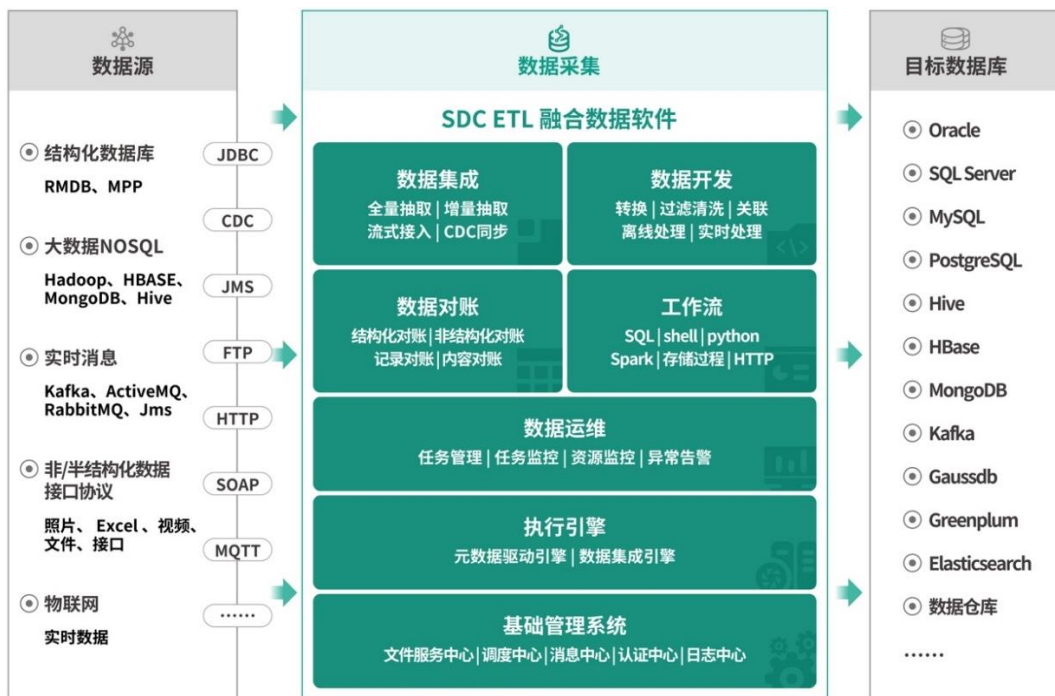 数据源
结构化数据库
RMDB、MPP
大数据NOSQL
Hadoop、HBASE、
MongoDB、Hive
实时消息
Kafka、ActiveMQ、
RabbitMQ、Jms
非/半结构化数据
接口协议
照片、 Excel 、视频、
文件、接口
物联网
实时数据
JDBC
CDC
JMS
FTP
HTTP
SOAP
MQTT
……
数据采集
SDC ETL 融合数据软件
数据集成
全量抽取 | 增量抽取
流式接入 | CDC同步
数据开发
转换 | 过滤清洗 | 关联
离线处理 | 实时处理
数据对账
结构化对账 | 非结构化对账
记录对账 | 内容对账
工作流
SQL | shell | python
Spark | 存储过程 | HTTP
数据运维
任务管理 | 任务监控 | 资源监控 | 异常告警
执行引擎
元数据驱动引擎 | 数据集成引擎
基础管理系统
文件服务中心 | 调度中心 | 消息中心 | 认证中心 | 日志中心
目标数据库
Oracle
SQL Server
MySQL
PostgreSQL
Hive
HBase
MongoDB
Kafka
Gaussdb
Greenplum
Elasticsearch
数据仓库
……